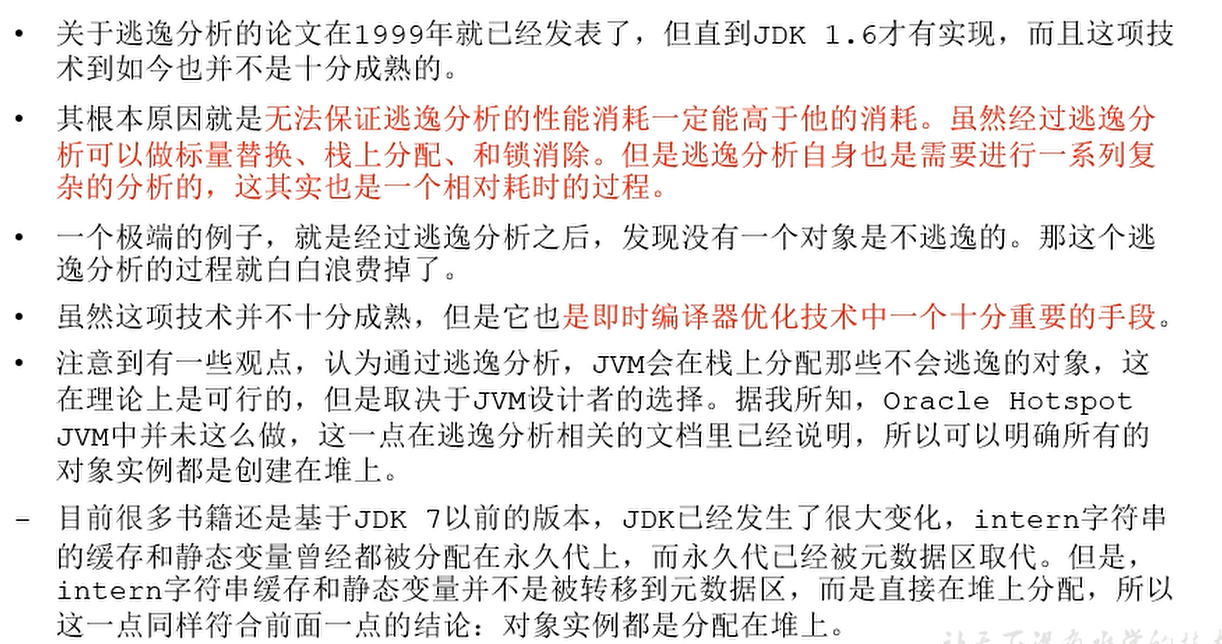 • 关于逃逸分析的论文在1999年就已经发表了，但直到JDK 1.6才有实现，而且这项技
术到如今也并不是十分成熟的。
• 其根本原因就是无法保证逃逸分析的性能消耗一定能高于他的消耗。虽然经过逃逸分
析可以做标量替换、栈上分配、和锁消除。但是逃逸分析自身也是需要进行一系列复
杂的分析的，这其实也是一个相对耗时的过程。
• 一个极端的例子，就是经过逃逸分析之后，发现没有一个对象是不逃逸的。那这个逃
逸分析的过程就白白浪费掉了。
• 虽然这项技术并不十分成熟，但是它也是即时编译器优化技术中一个十分重要的手段。
• 注意到有一些观点，认为通过逃逸分析，JVM会在栈上分配那些不会逃逸的对象，这
在理论上是可行的，但是取决于JVM设计者的选择。据我所知，Oracle Hotspot
JVM中并未这么做，这一点在逃逸分析相关的文档里已经说明，所以可以明确所有的
对象实例都是创建在堆上。
– 目前很多书籍还是基于JDK 7以前的版本，JDK已经发生了很大变化，intern字符串
的缓存和静态变量曾经都被分配在永久代上，而永久代已经被元数据区取代。但是，
intern字符串缓存和静态变量并不是被转移到元数据区，而是直接在堆上分配，所以
这一点同样符合前面一点的结论：对象实例都是分配在堆上。